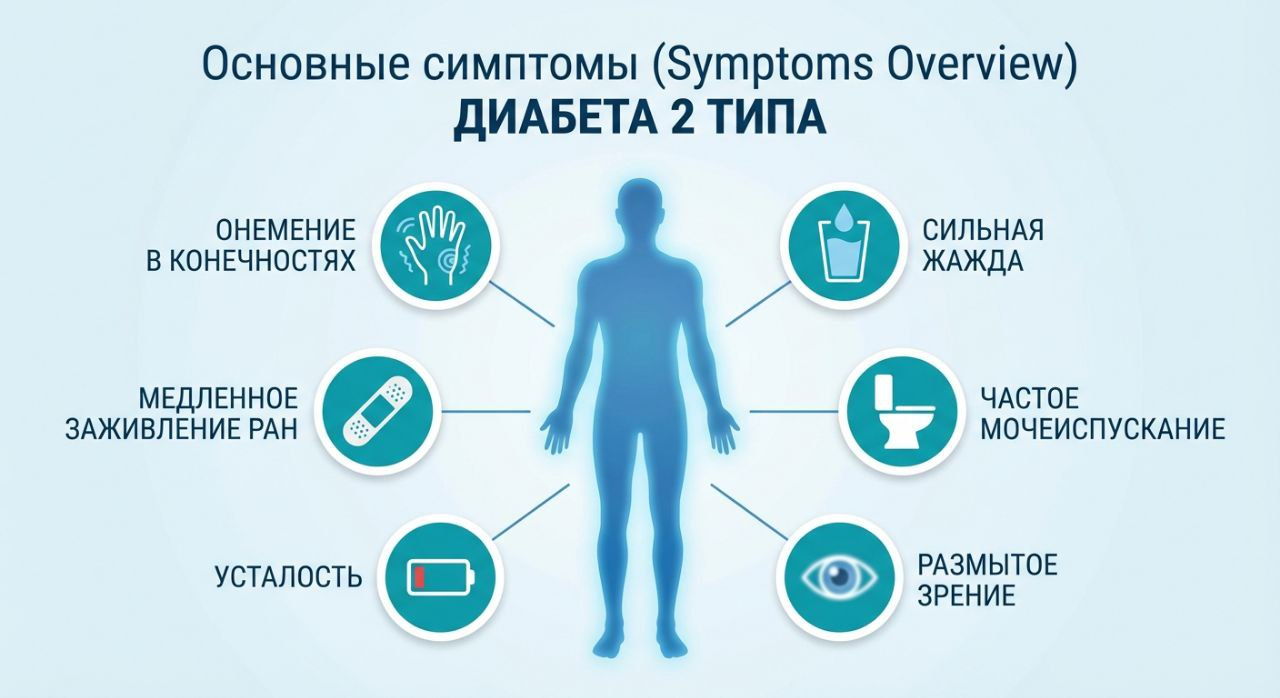 Основные симптомы (Symptoms Overview)
ДИАБЕТА 2 ТИПА
ОНЕМЕНИЕ
В КОНЕЧНОСТЯХ
СИЛЬНАЯ
ЖАЖДА
МЕДЛЕННОЕ
ЗАЖИВЛЕНИЕ РАН
ЧАСТОЕ
МОЧЕИСПУСКАНИЕ
УСТАЛОСТЬ
РАЗМЫТОЕ
ЗРЕНИЕ